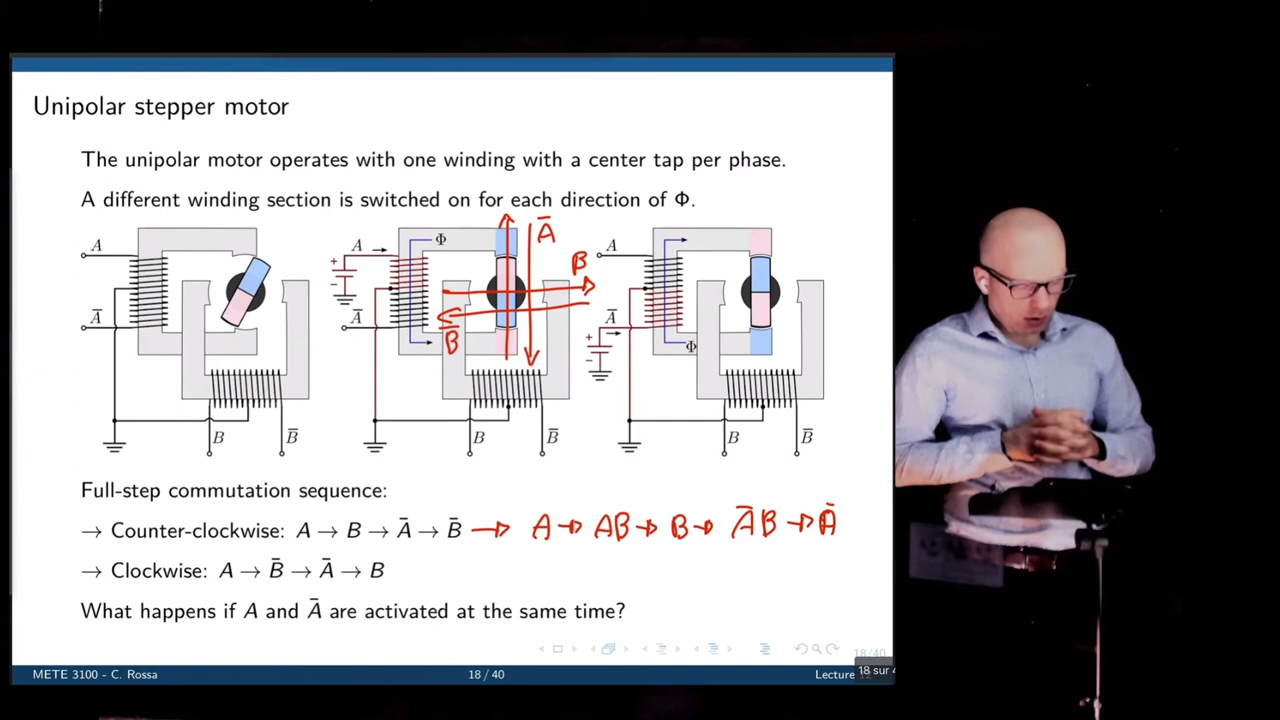 Unipolar stepper motor
The unipolar motor operates with one winding with a center tap per phase.
A different winding section is switched on for each direction of Φ.
A
Ā
B
B̄
A
Φ
Ā
B
+
-
Ā
B̄
B
B̄
A
Ā
+
-
Φ
B
B̄
Full-step commutation sequence:
→ Counter-clockwise: A → B → Ā → B̄ → A → AB → B → ĀB → Ā
→ Clockwise: A → B̄ → Ā → B
What happens if A and Ā are activated at the same time?
18/40
METE 3100 - C. Rossa 18 / 40 Lecture 18 sur